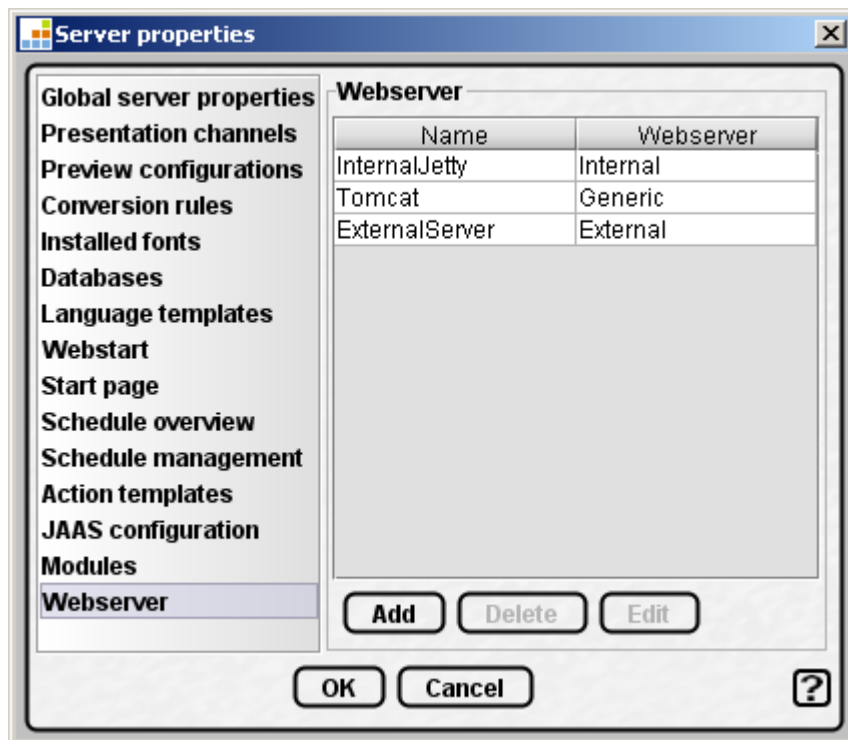 Server properties
Global server properties
Presentation channels
Preview configurations
Conversion rules
Installed fonts
Databases
Language templates
Webstart
Start page
Schedule overview
Schedule management
Action templates
JAAS configuration
Modules
Webserver
Webserver
Name Webserver
InternalJetty Internal
Tomcat Generic
ExternalServer External
Add Delete Edit
OK Cancel ?